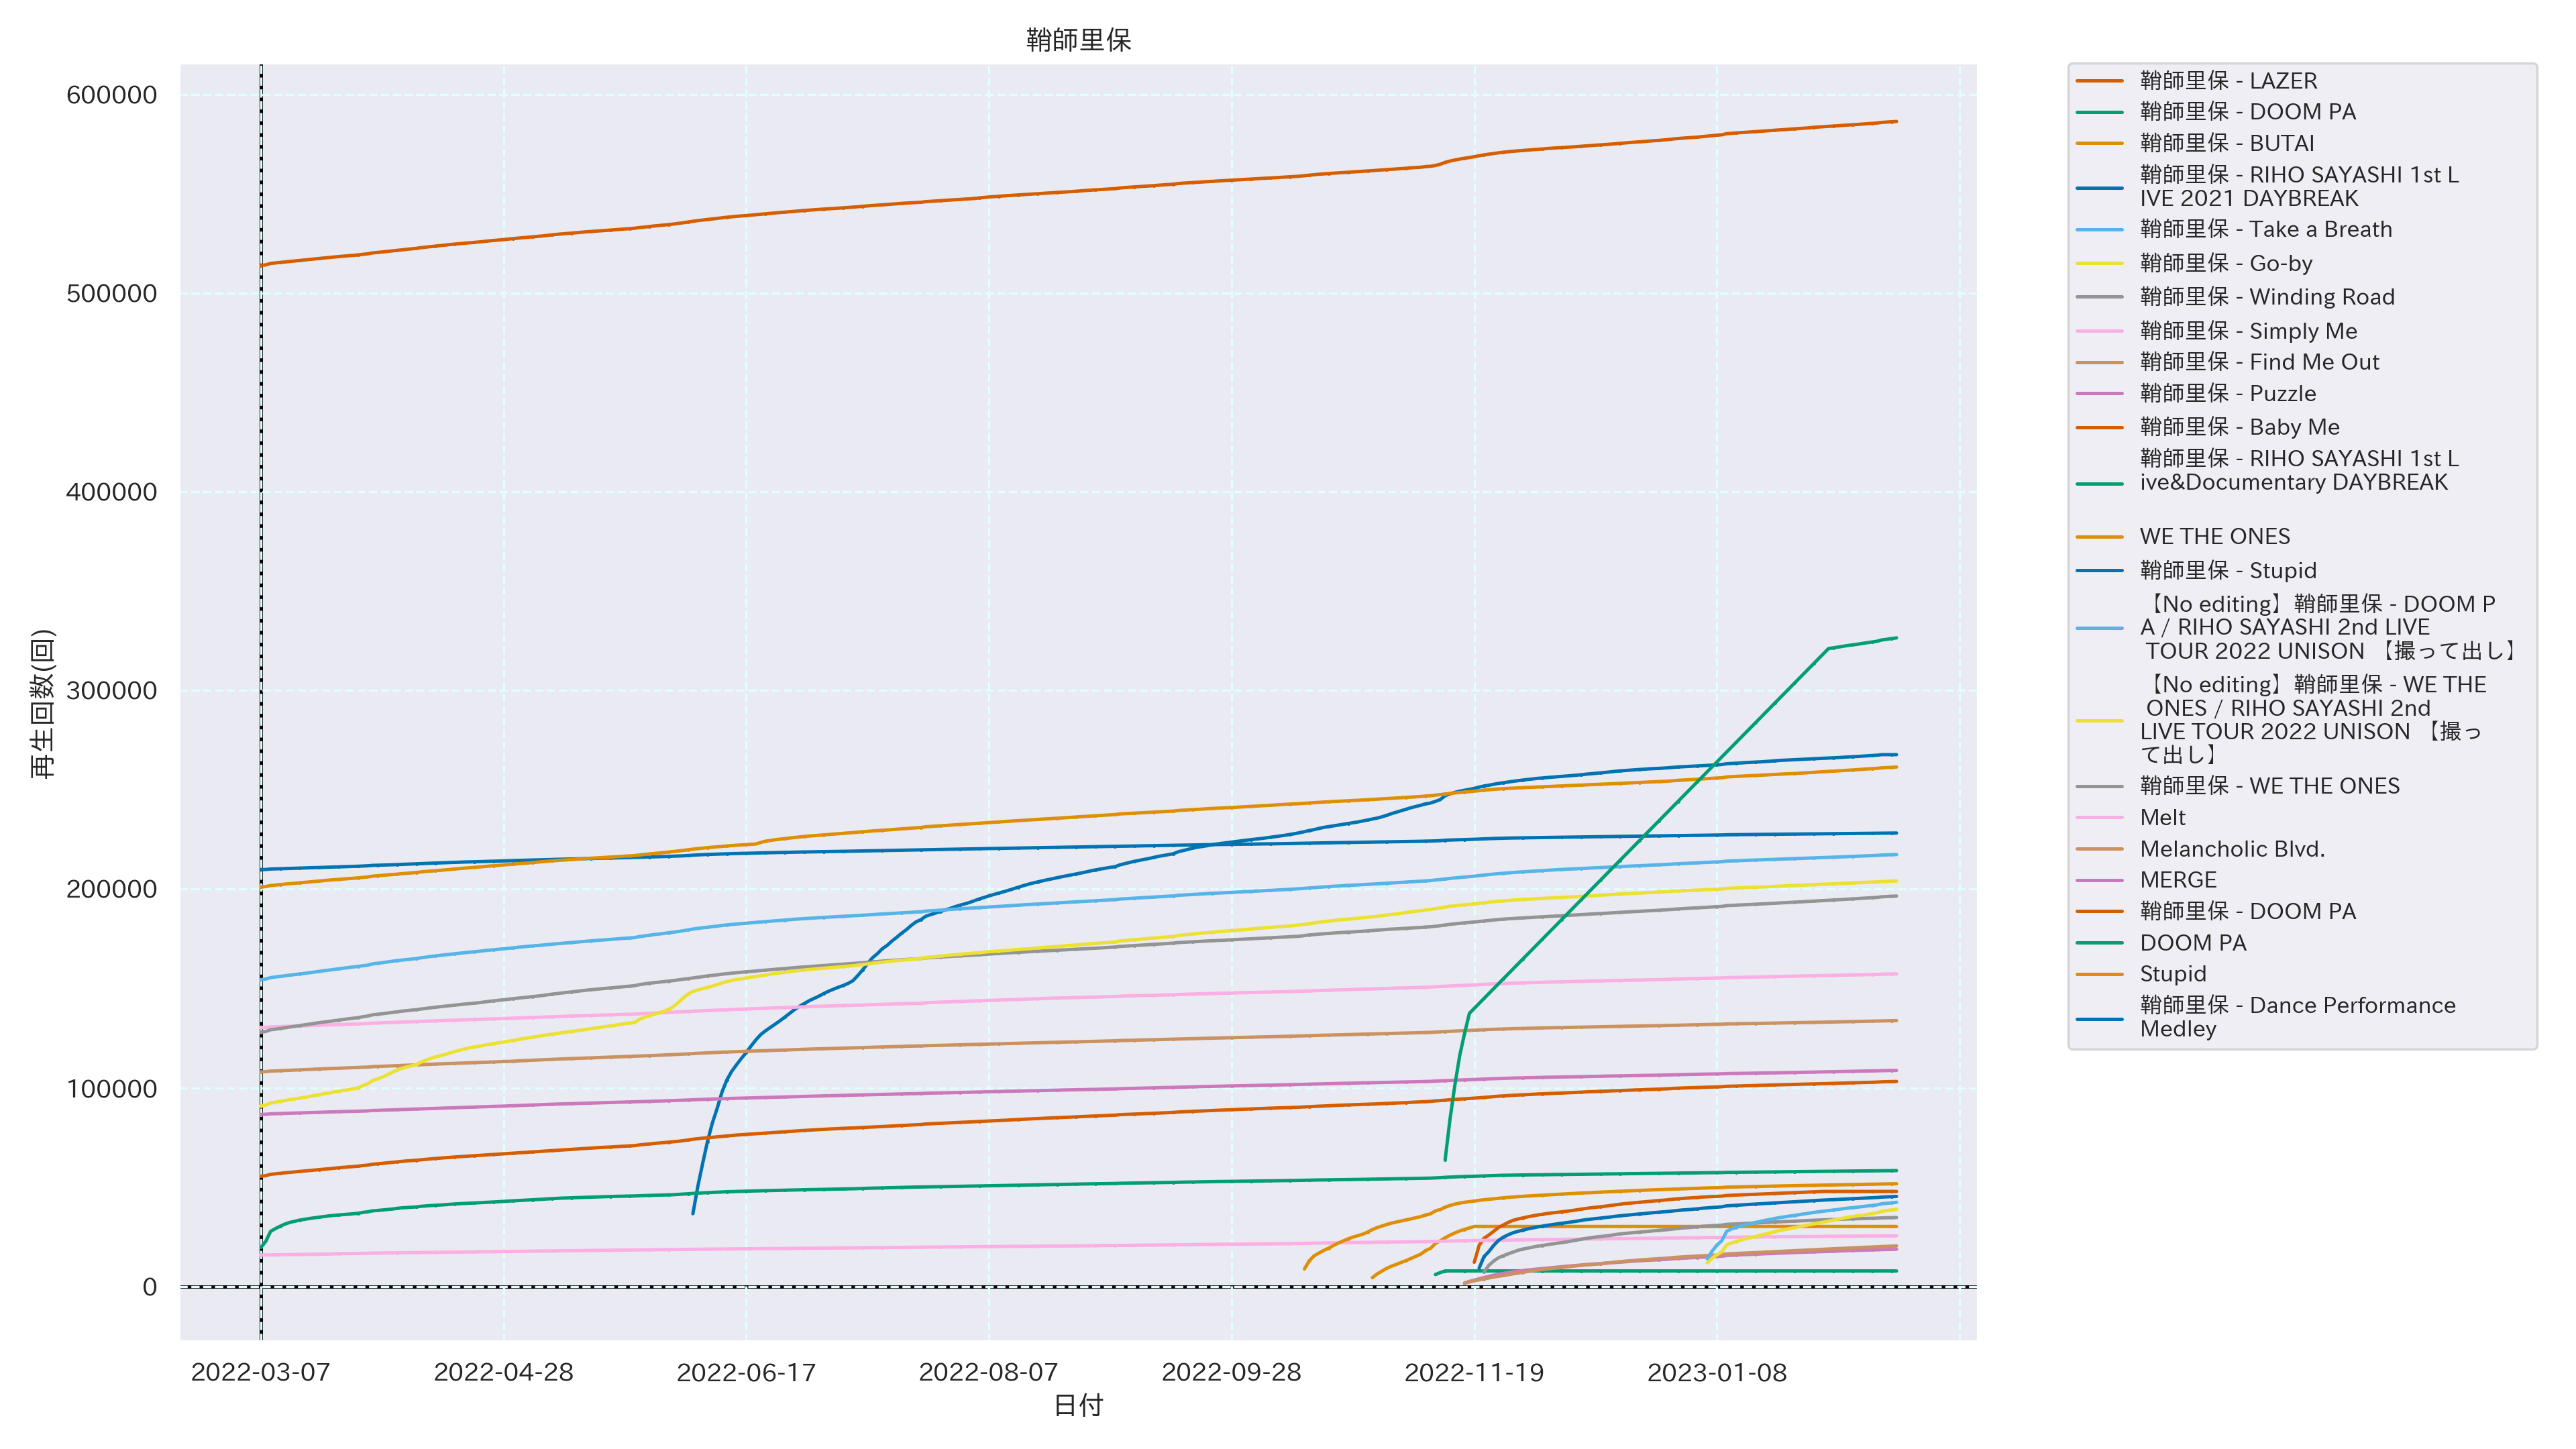 鞘師里保
600000
500000
400000
300000
200000
100000
0
再生回数(回)
2022-03-07
2022-04-28
2022-06-17
2022-08-07
2022-09-28
2022-11-19
2023-01-08
日付
鞘師里保 - LAZER
鞘師里保 - DOOM PA
鞘師里保 - BUTAI
鞘師里保 - RIHO SAYASHI 1st L
IVE 2021 DAYBREAK
鞘師里保 - Take a Breath
鞘師里保 - Go-by
鞘師里保 - Winding Road
鞘師里保 - Simply Me
鞘師里保 - Find Me Out
鞘師里保 - Puzzle
鞘師里保 - Baby Me
鞘師里保 - RIHO SAYASHI 1st L
ive&Documentary DAYBREAK
WE THE ONES
鞘師里保 - Stupid
【No editing】鞘師里保 - DOOM P
A / RIHO SAYASHI 2nd LIVE
TOUR 2022 UNISON 【撮って出し】
【No editing】鞘師里保 - WE THE
ONES / RIHO SAYASHI 2nd
LIVE TOUR 2022 UNISON 【撮っ
て出し】
鞘師里保 - WE THE ONES
Melt
Melancholic Blvd.
MERGE
鞘師里保 - DOOM PA
DOOM PA
Stupid
鞘師里保 - Dance Performance
Medley